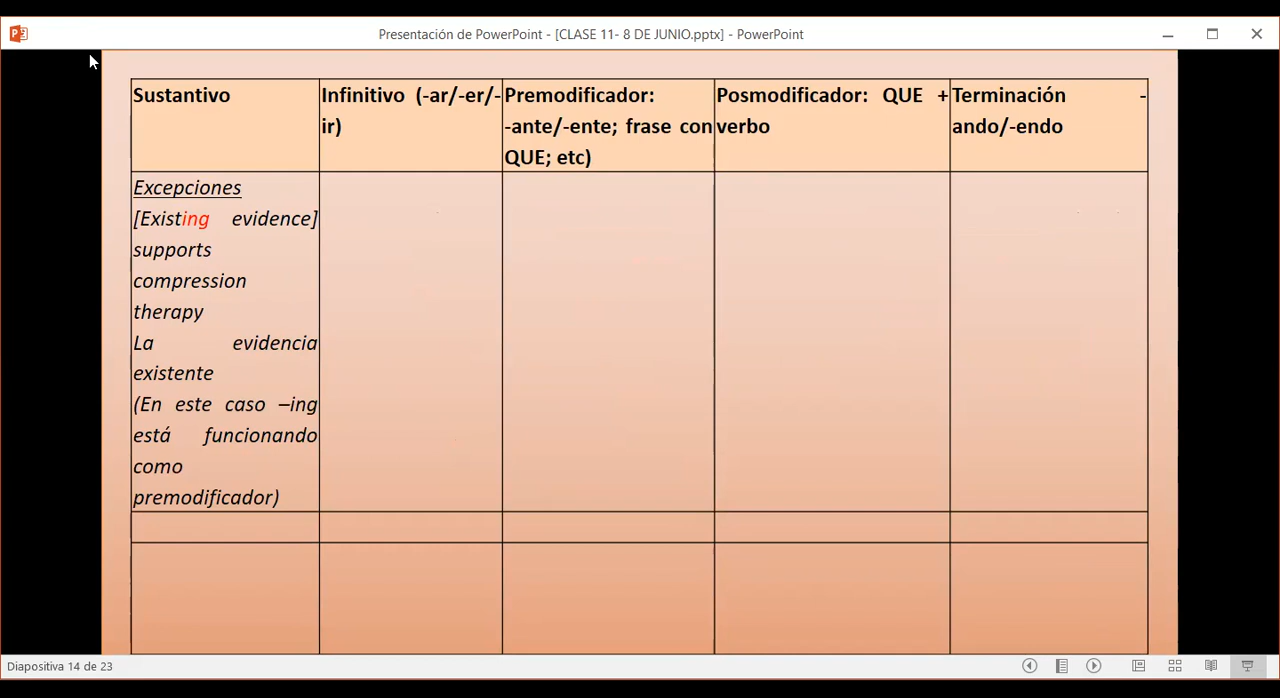 Presentación de PowerPoint - [CLASE 11- 8 DE JUNIO.pptx] - PowerPoint
Sustantivo
Infinitivo (-ar/-er/-
ir)
Premodificador:
-ante/-ente; frase con
QUE; etc)
Posmodificador: QUE +
verbo
Terminación -
ando/-endo
Excepciones
[Existing evidence]
supports
compression
therapy
La evidencia
existente
(En este caso –ing
está funcionando
como
premodificador)
Diapositiva 14 de 23